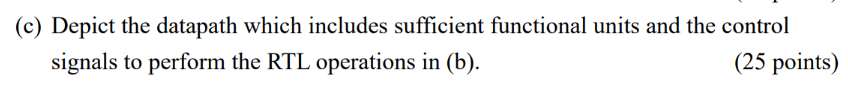 (c) Depict the datapath which includes sufficient functional units and the control
signals to perform the RTL operations in (b). (25 points)